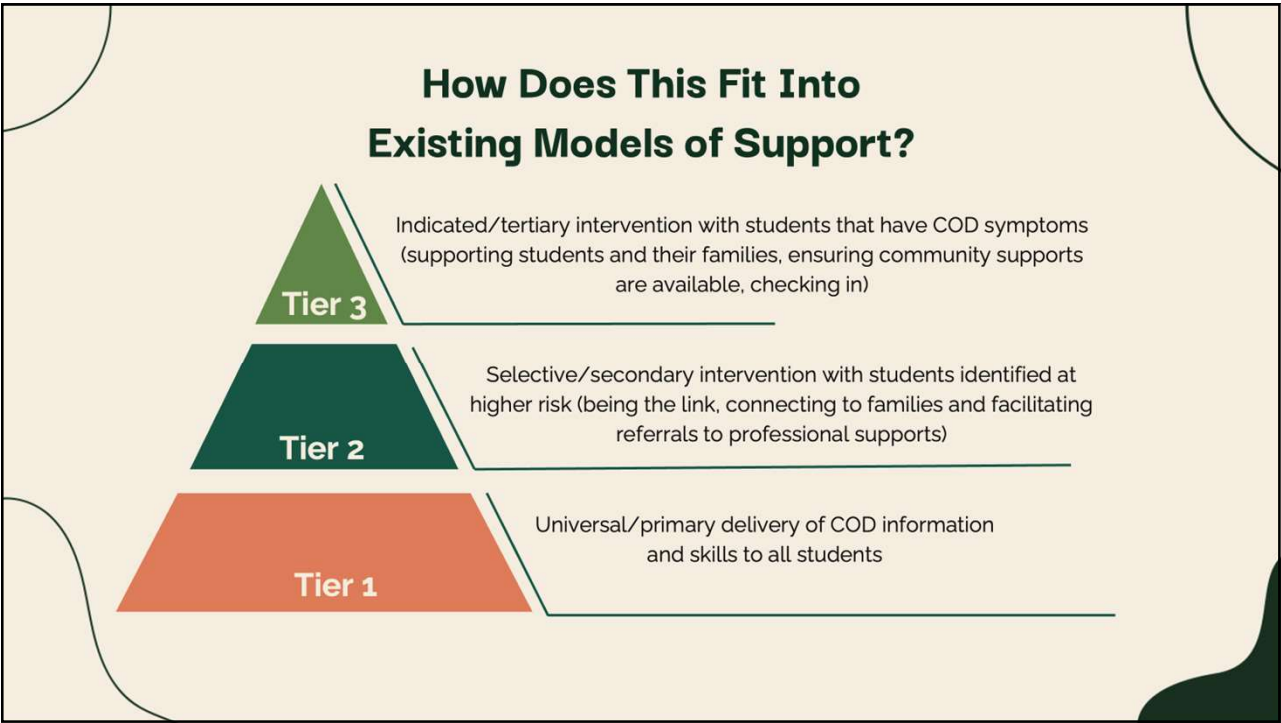 How Does This Fit Into
Existing Models of Support?
Indicated/tertiary intervention with students that have COD symptoms
(supporting students and their families, ensuring community supports
are available, checking in)
Tier 3
Selective/secondary intervention with students identified at
higher risk (being the link, connecting to families and facilitating
referrals to professional supports)
Tier 2
Universal/primary delivery of COD information
and skills to all students
Tier 1